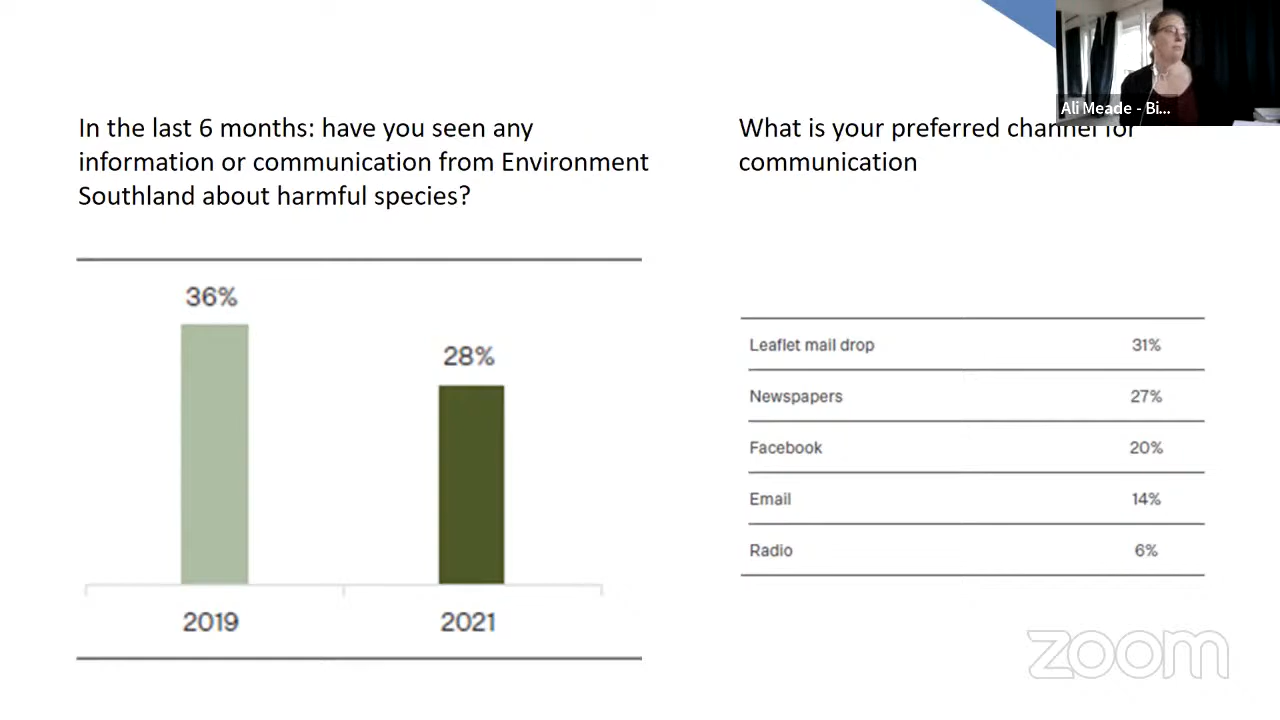 Ali Meade - Bi...
In the last 6 months: have you seen any
information or communication from Environment
Southland about harmful species?
What is your preferred channel for
communication
36%
28%
2019
2021
Leaflet mail drop 31%
Newspapers 27%
Facebook 20%
Email 14%
Radio 6%
zoom